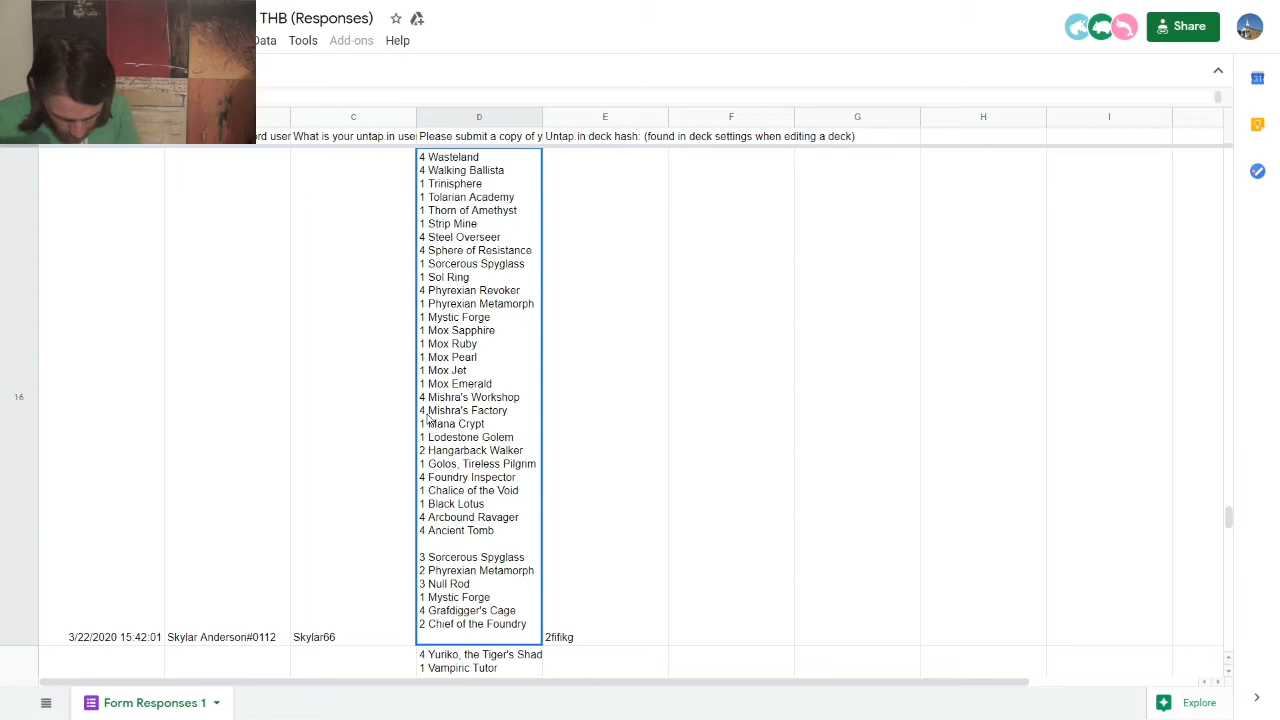 THB (Responses)
Data Tools Add-ons Help
Share
31
C D E F G H I
ord user What is your untap.in user Please submit a copy of y Untap.in deck hash: (found in deck settings when editing a deck)
4 Wasteland
4 Walking Ballista
1 Trinisphere
1 Tolarian Academy
1 Thorn of Amethyst
1 Strip Mine
4 Steel Overseer
4 Sphere of Resistance
1 Sorcerous Spyglass
1 Sol Ring
4 Phyrexian Revoker
1 Phyrexian Metamorph
1 Mystic Forge
1 Mox Sapphire
1 Mox Ruby
1 Mox Pearl
1 Mox Jet
1 Mox Emerald
4 Mishra's Workshop
4 Mishra's Factory
1 Mana Crypt
1 Lodestone Golem
2 Hangarback Walker
1 Golos, Tireless Pilgrim
4 Foundry Inspector
1 Chalice of the Void
1 Black Lotus
4 Arcbound Ravager
4 Ancient Tomb
3 Sorcerous Spyglass
2 Phyrexian Metamorph
3 Null Rod
1 Mystic Forge
4 Grafdigger's Cage
2 Chief of the Foundry
16
3/22/2020 15:42:01 Skylar Anderson#0112 Skylar66 2fifikg
4 Yuriko, the Tiger's Shad
1 Vampiric Tutor
Form Responses 1
Explore